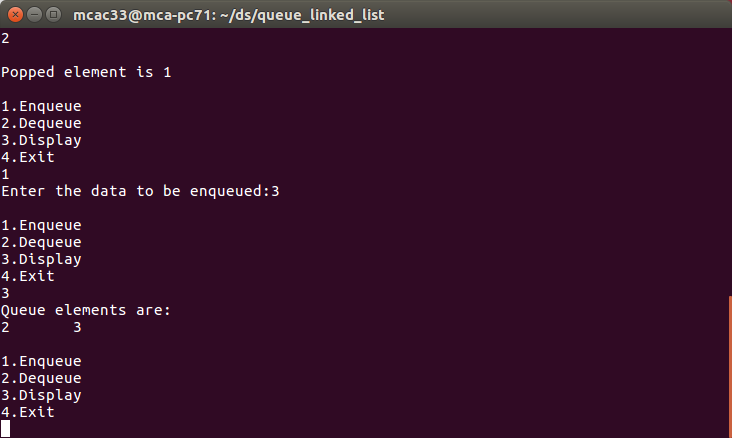 mcac33@mca-pc71: ~/ds/queue_linked_list
2
Popped element is 1
1.Enqueue
2.Dequeue
3.Display
4.Exit
1
Enter the data to be enqueued:3
1.Enqueue
2.Dequeue
3.Display
4.Exit
3
Queue elements are:
2       3
1.Enqueue
2.Dequeue
3.Display
4.Exit